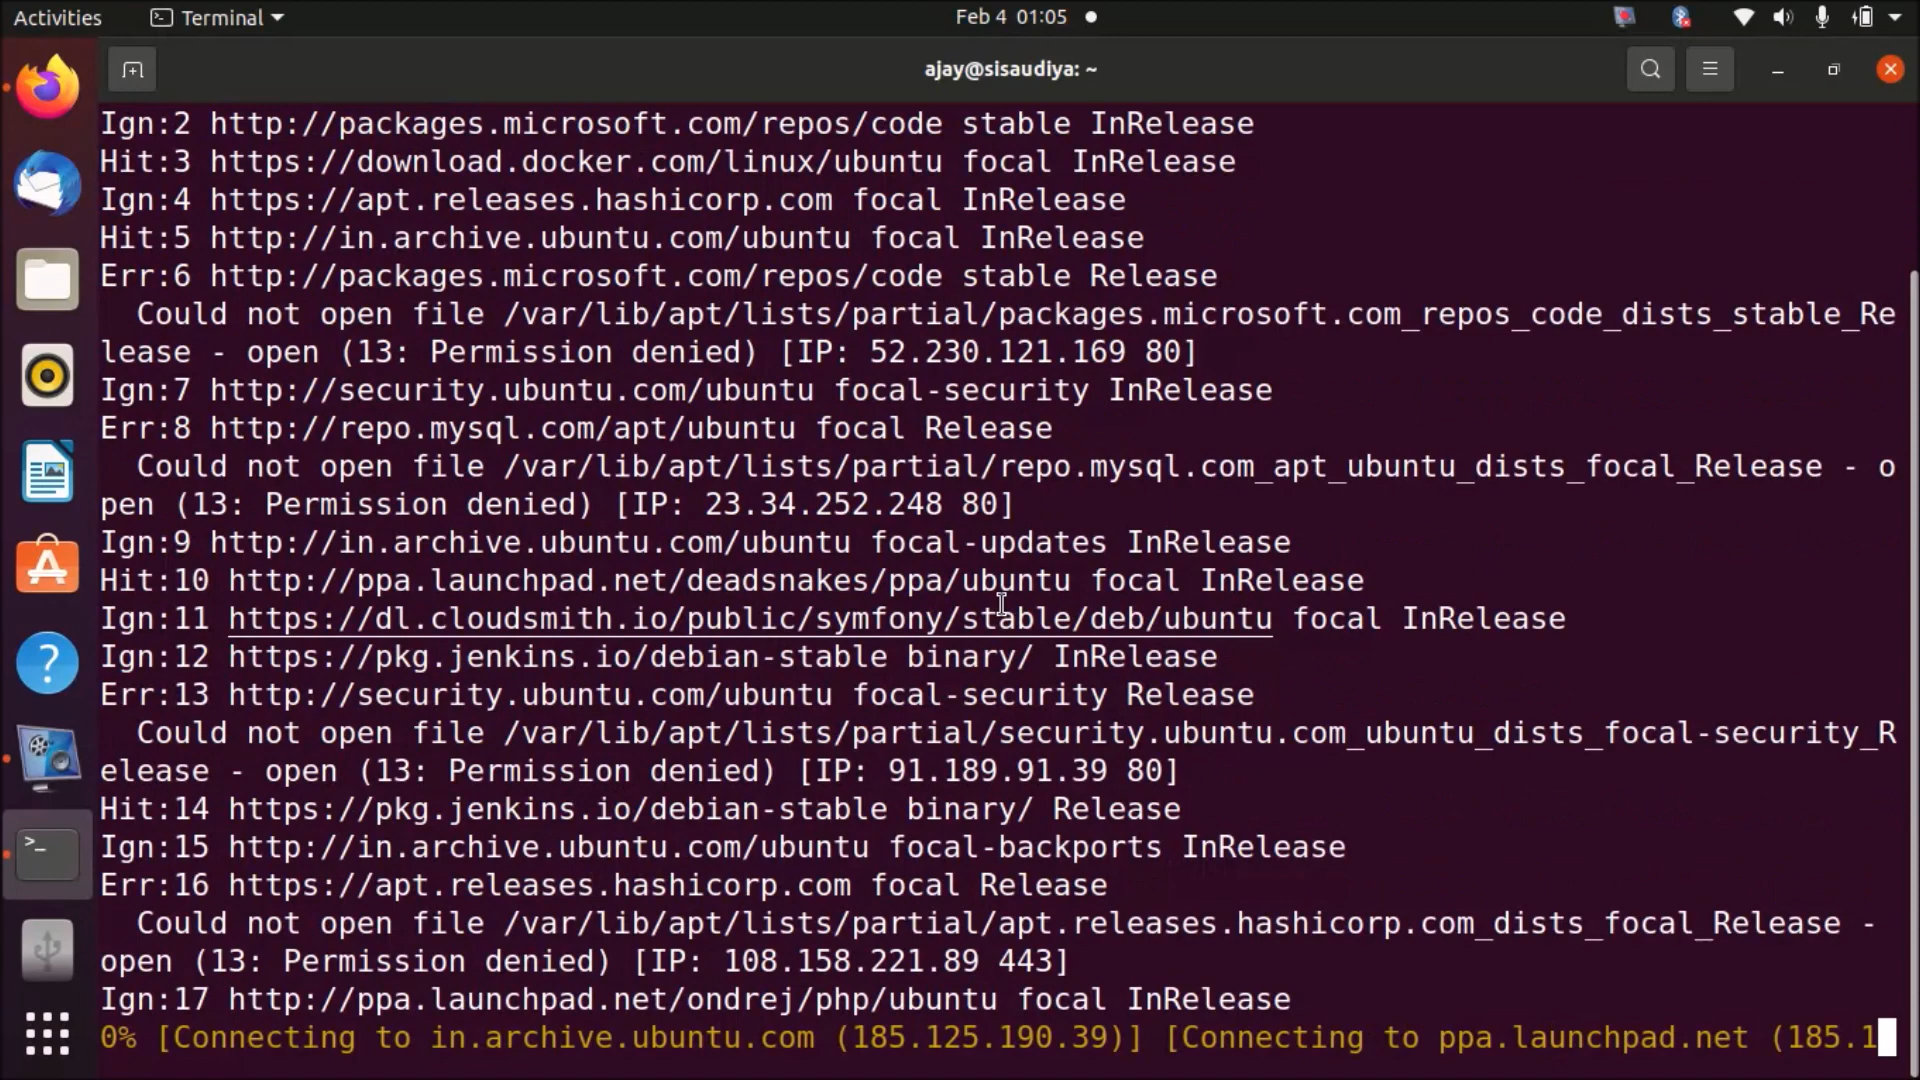 Activities Terminal Feb 4 01:05
ajay@sisaudiya: ~
Ign:2 http://packages.microsoft.com/repos/code stable InRelease
Hit:3 https://download.docker.com/linux/ubuntu focal InRelease
Ign:4 https://apt.releases.hashicorp.com focal InRelease
Hit:5 http://in.archive.ubuntu.com/ubuntu focal InRelease
Err:6 http://packages.microsoft.com/repos/code stable Release
  Could not open file /var/lib/apt/lists/partial/packages.microsoft.com_repos_code_dists_stable_Re
lease - open (13: Permission denied) [IP: 52.230.121.169 80]
Ign:7 http://security.ubuntu.com/ubuntu focal-security InRelease
Err:8 http://repo.mysql.com/apt/ubuntu focal Release
  Could not open file /var/lib/apt/lists/partial/repo.mysql.com_apt_ubuntu_dists_focal_Release - o
pen (13: Permission denied) [IP: 23.34.252.248 80]
Ign:9 http://in.archive.ubuntu.com/ubuntu focal-updates InRelease
Hit:10 http://ppa.launchpad.net/deadsnakes/ppa/ubuntu focal InRelease
Ign:11 https://dl.cloudsmith.io/public/symfony/stable/deb/ubuntu focal InRelease
Ign:12 https://pkg.jenkins.io/debian-stable binary/ InRelease
Err:13 http://security.ubuntu.com/ubuntu focal-security Release
  Could not open file /var/lib/apt/lists/partial/security.ubuntu.com_ubuntu_dists_focal-security_R
elease - open (13: Permission denied) [IP: 91.189.91.39 80]
Hit:14 https://pkg.jenkins.io/debian-stable binary/ Release
Ign:15 http://in.archive.ubuntu.com/ubuntu focal-backports InRelease
Err:16 https://apt.releases.hashicorp.com focal Release
  Could not open file /var/lib/apt/lists/partial/apt.releases.hashicorp.com_dists_focal_Release -
open (13: Permission denied) [IP: 108.158.221.89 443]
Ign:17 http://ppa.launchpad.net/ondrej/php/ubuntu focal InRelease
0% [Connecting to in.archive.ubuntu.com (185.125.190.39)] [Connecting to ppa.launchpad.net (185.1